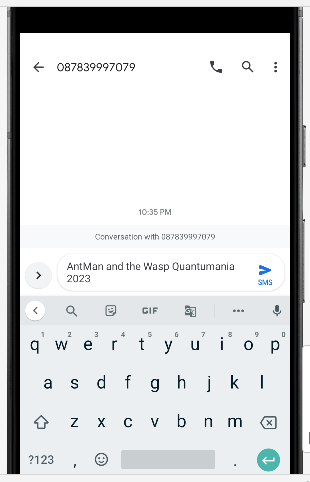 087839997079
10:35 PM
Conversation with 087839997079
AntMan and the Wasp Quantumania
2023
SMS
GIF
1 2 3 4 5 6 7 8 9 0
q w e r t y u i o p
a s d f g h j k l
z x c v b n m
?123 , .